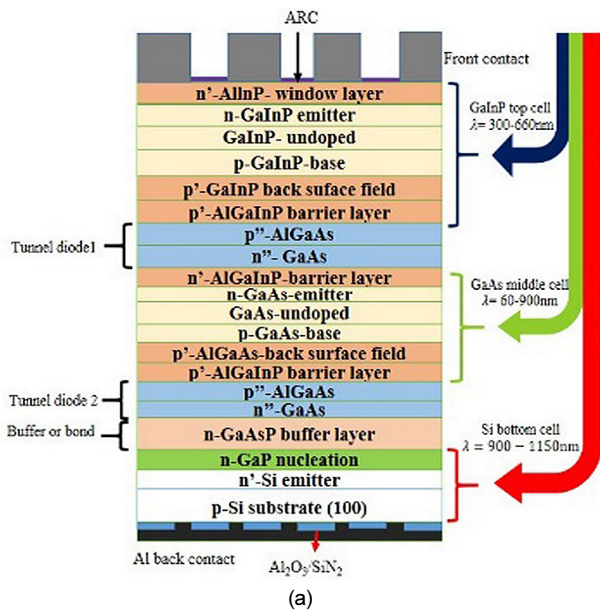 ARC
Front contact
n’-AlInP- window layer
n-GaInP emitter
GaInP- undoped
p-GaInP-base
p’-GaInP back suface field
p’-AlGaInP barrier layer
GaInP top cell
λ= 300-660nm
Tunnel diode1
p”-AlGaAs
n”- GaAs
n’-AlGaInP-barrier layer
n-GaAs-emitter
GaAs-undoped
p-GaAs-base
p’-AlGaAs-back surface field
p’-AlGaInP barrier layer
GaAs middle cell
λ= 60-900nm
Tunnel diode 2
p”-AlGaAs
n”-GaAs
Buffer or bond
n-GaAsP buffer layer
n-GaP nucleation
n’-Si emitter
p-Si substrate (100)
Si bottom cell
λ = 900 − 1150nm
Al back contact
Al₂O₃/SiN₂
(a)